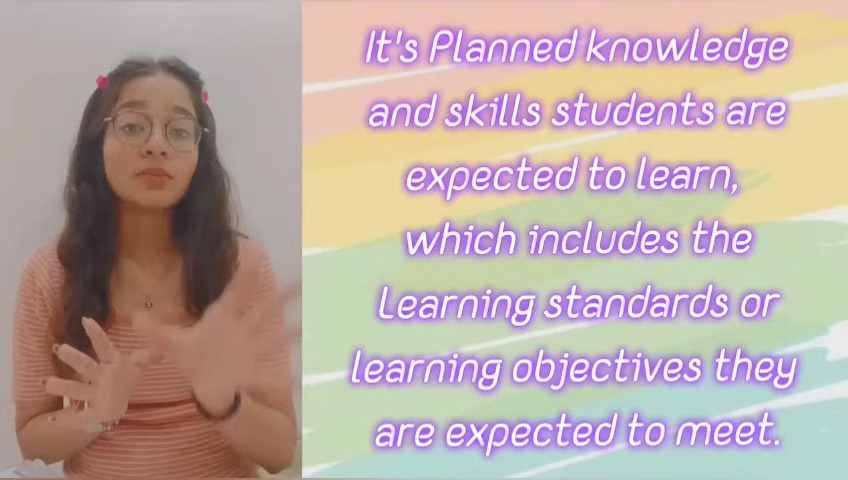 It's Planned knowledge
and skills students are
expected to learn,
which includes the
Learning standards or
learning objectives they
are expected to meet.